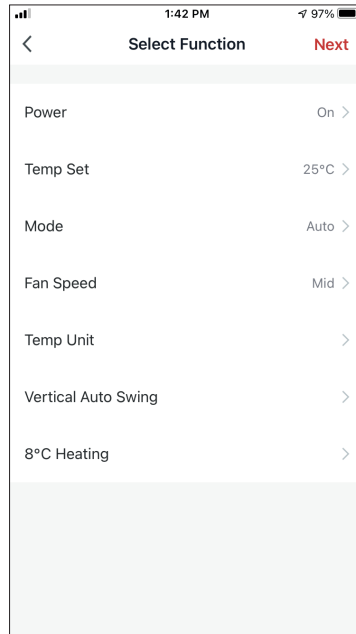 1:42 PM 97%
Select Function Next
Power On
Temp Set 25°C
Mode Auto
Fan Speed Mid
Temp Unit
Vertical Auto Swing
8°C Heating